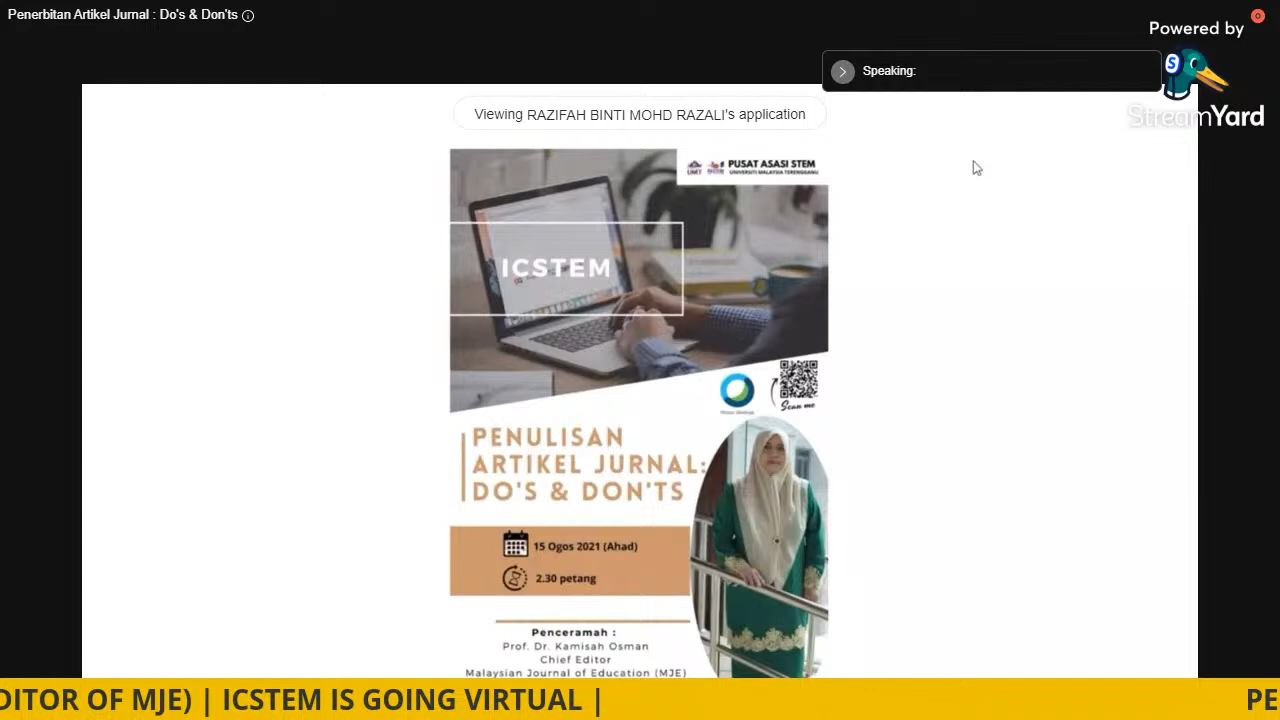 Penerbitan Artikel Jurnal : Do's & Don'ts
Powered by
StreamYard
Speaking:
Viewing RAZIFAH BINTI MOHD RAZALI's application
PUSAT ASASI STEM
UNIVERSITI MALAYSIA TERENGGANU
ICSTEM
Scan me
PENULISAN
ARTIKEL JURNAL:
DO'S & DON'TS
15 Ogos 2021 (Ahad)
2.30 petang
Penceramah :
Prof. Dr. Kamisah Osman
Chief Editor
Malaysian Journal of Education (MJE)
DITOR OF MJE) | ICSTEM IS GOING VIRTUAL |
PE